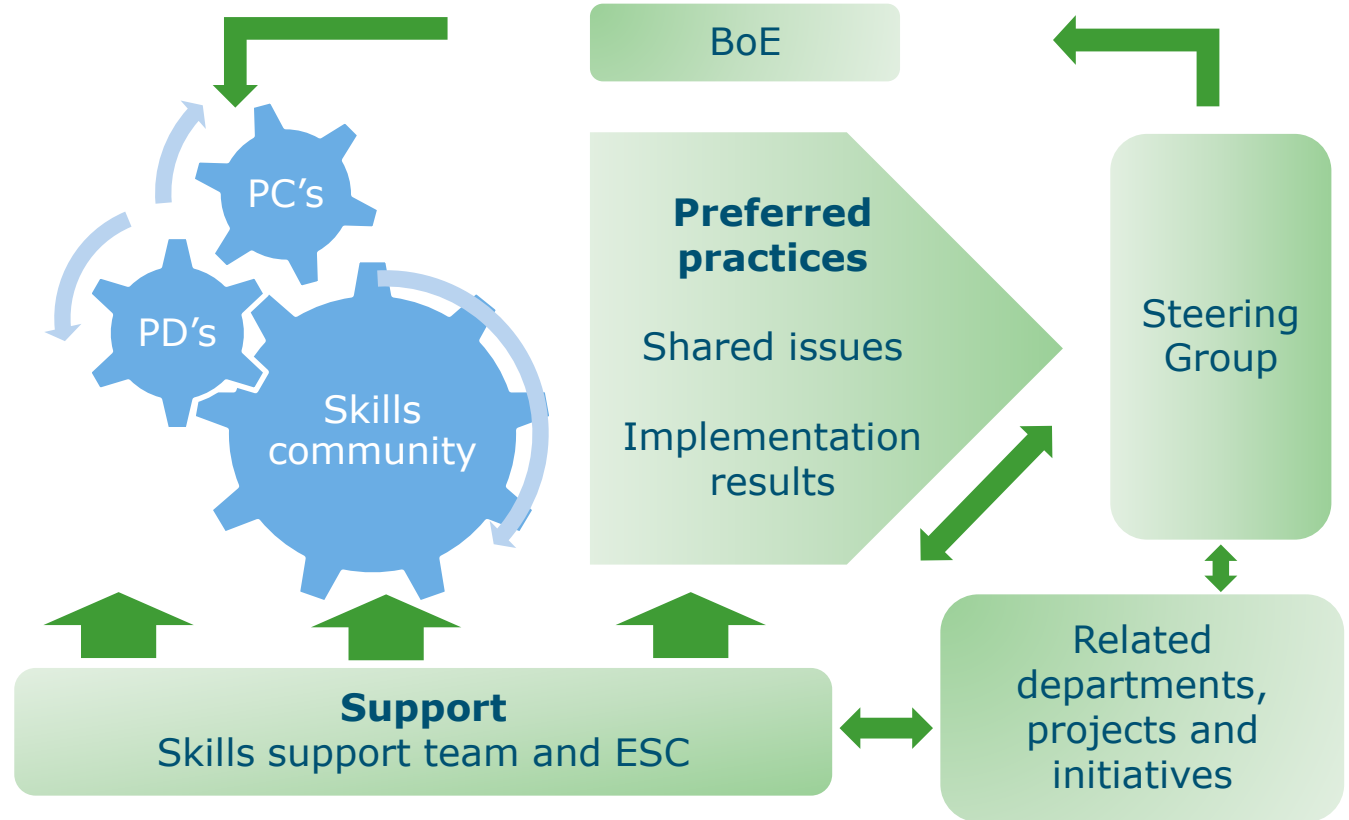 BoE
PC’s
PD’s
Skills
community
Preferred
practices
Shared issues
Implementation
results
Steering
Group
Support
Skills support team and ESC
Related
departments,
projects and
initiatives